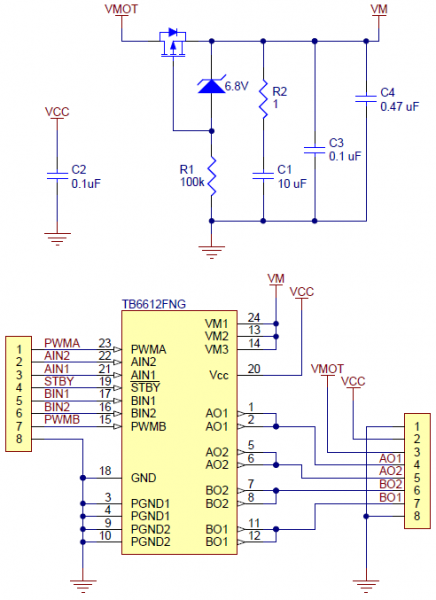 VMOT
VM
6.8V
R2
1
C4
0.47 uF
VCC
C2
0.1uF
R1
100k
C1
10 uF
C3
0.1 uF
TB6612FNG
VM
VCC
1 PWMA 23 PWMA
2 AIN2 22 AIN2
3 AIN1 21 AIN1
4 STBY 19 STBY
5 BIN1 17 BIN1
6 BIN2 16 BIN2
7 PWMB 15 PWMB
8
18 GND
3 PGND1
4 PGND1
9 PGND2
10 PGND2
VM1 24
VM2 13
VM3 14
Vcc 20
AO1 1
AO1 2
AO2 5
AO2 6
BO2 7
BO2 8
BO1 11
BO1 12
VMOT
VCC
1
2
3
AO1 4
AO2 5
BO2 6
BO1 7
8